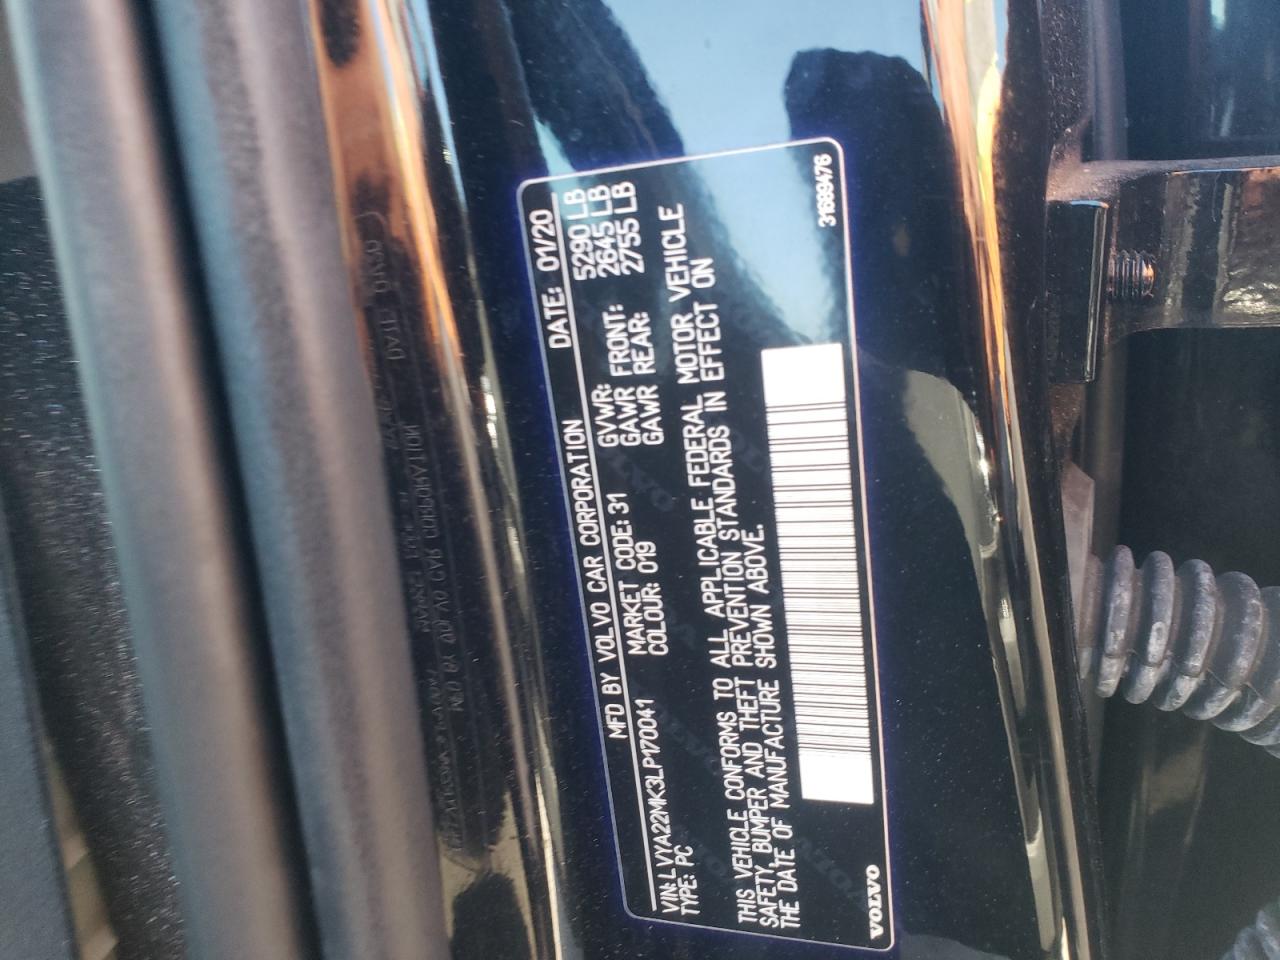 MFD BY VOLVO CAR CORPORATION DATE: 01/20
VIN: LVYA22MK3LP170041 MARKET CODE: 31 GVWR: 5290 LB
TYPE: PC COLOUR: 019 GAWR FRONT: 2645 LB
GAWR REAR: 2755 LB
THIS VEHICLE CONFORMS TO ALL APPLICABLE FEDERAL MOTOR VEHICLE
SAFETY, BUMPER AND THEFT PREVENTION STANDARDS IN EFFECT ON
THE DATE OF MANUFACTURE SHOWN ABOVE.
VOLVO 31689476